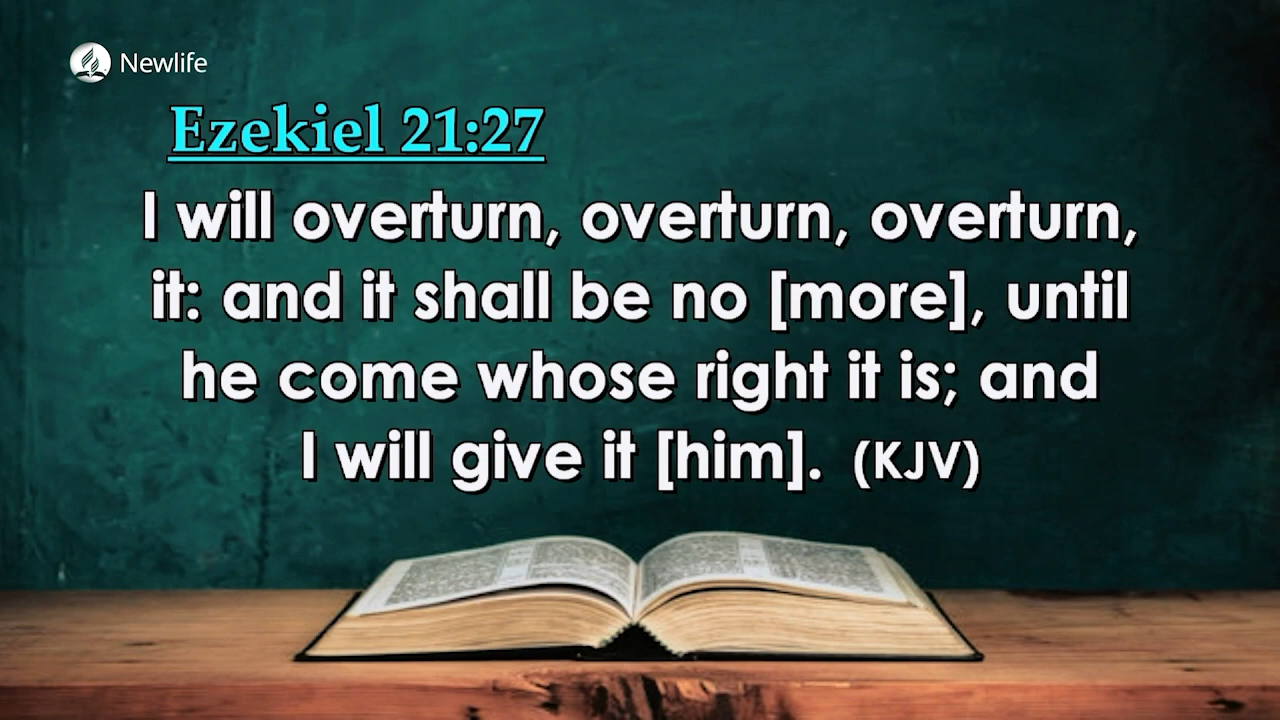 Newlife
Ezekiel 21:27
I will overturn, overturn, overturn,
it: and it shall be no [more], until
he come whose right it is; and
I will give it [him]. (KJV)